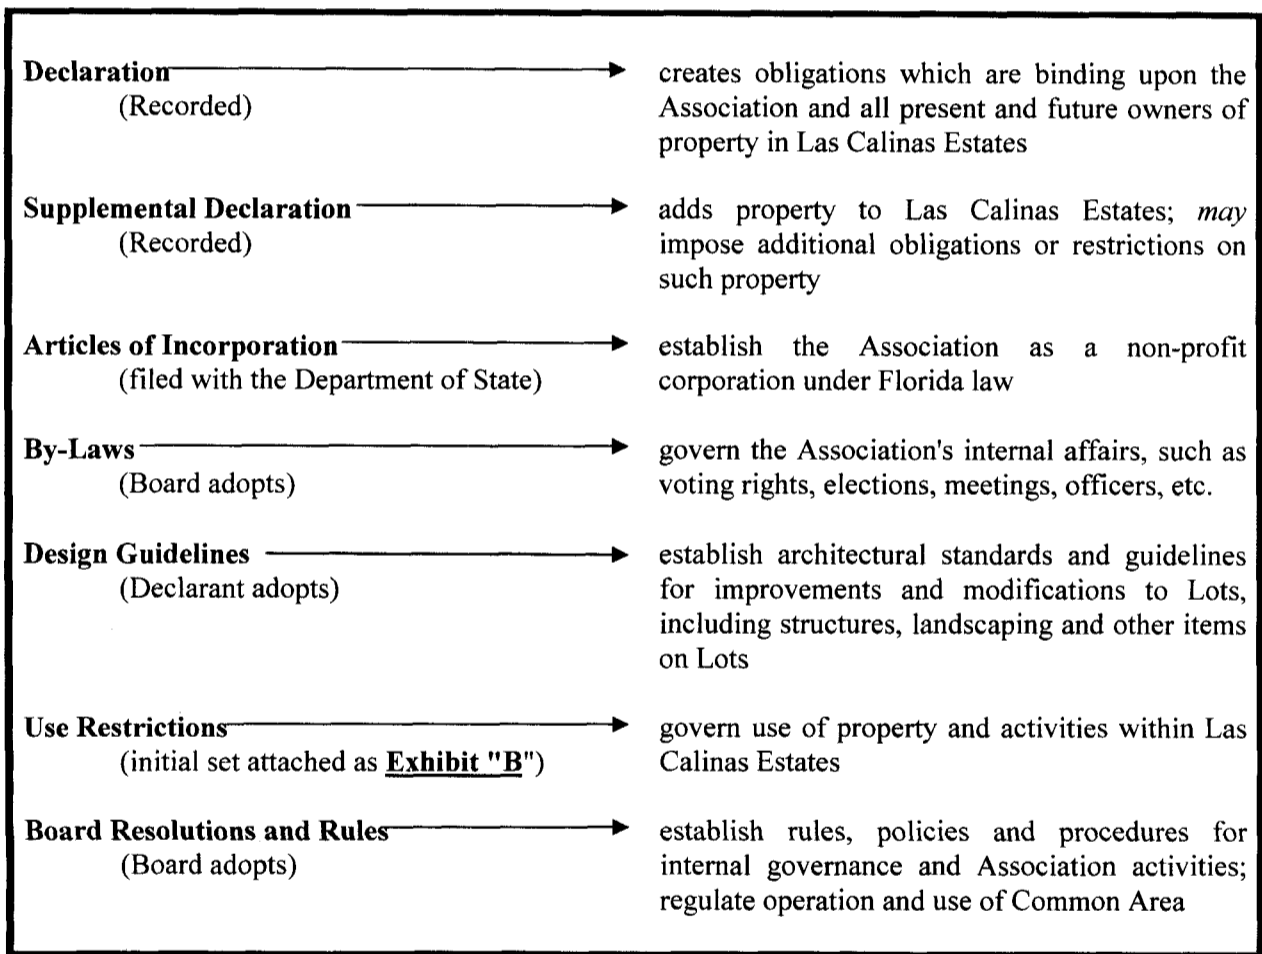 Declaration
(Recorded)
creates obligations which are binding upon the
Association and all present and future owners of
property in Las Calinas Estates
Supplemental Declaration
(Recorded)
adds property to Las Calinas Estates; may
impose additional obligations or restrictions on
such property
Articles of Incorporation
(filed with the Department of State)
establish the Association as a non-profit
corporation under Florida law
By-Laws
(Board adopts)
govern the Association's internal affairs, such as
voting rights, elections, meetings, officers, etc.
Design Guidelines
(Declarant adopts)
establish architectural standards and guidelines
for improvements and modifications to Lots,
including structures, landscaping and other items
on Lots
Use Restrictions
(initial set attached as Exhibit "B")
govern use of property and activities within Las
Calinas Estates
Board Resolutions and Rules
(Board adopts)
establish rules, policies and procedures for
internal governance and Association activities;
regulate operation and use of Common Area